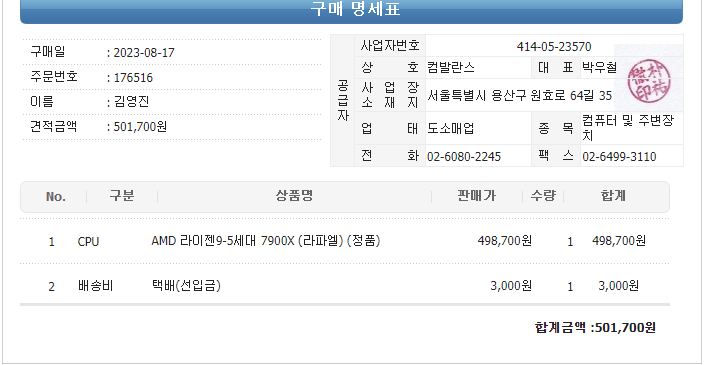 구매 명세표
구매일 : 2023-08-17
주문번호 : 176516
이름 : 김영진
견적금액 : 501,700원
공급자
사업자번호 414-05-23570
상 호 컴발란스 대 표 박우철
사 업 장
소 재 지 서울특별시 용산구 원효로 64길 35
업 태 도소매업 종 목 컴퓨터 및 주변장
치
전 화 02-6080-2245 팩 스 02-6499-3110
No. 구분 상품명 판매가 수량 합계
1 CPU AMD 라이젠9-5세대 7900X (라파엘) (정품) 498,700원 1 498,700원
2 배송비 택배(선입금) 3,000원 1 3,000원
합계금액 :501,700원